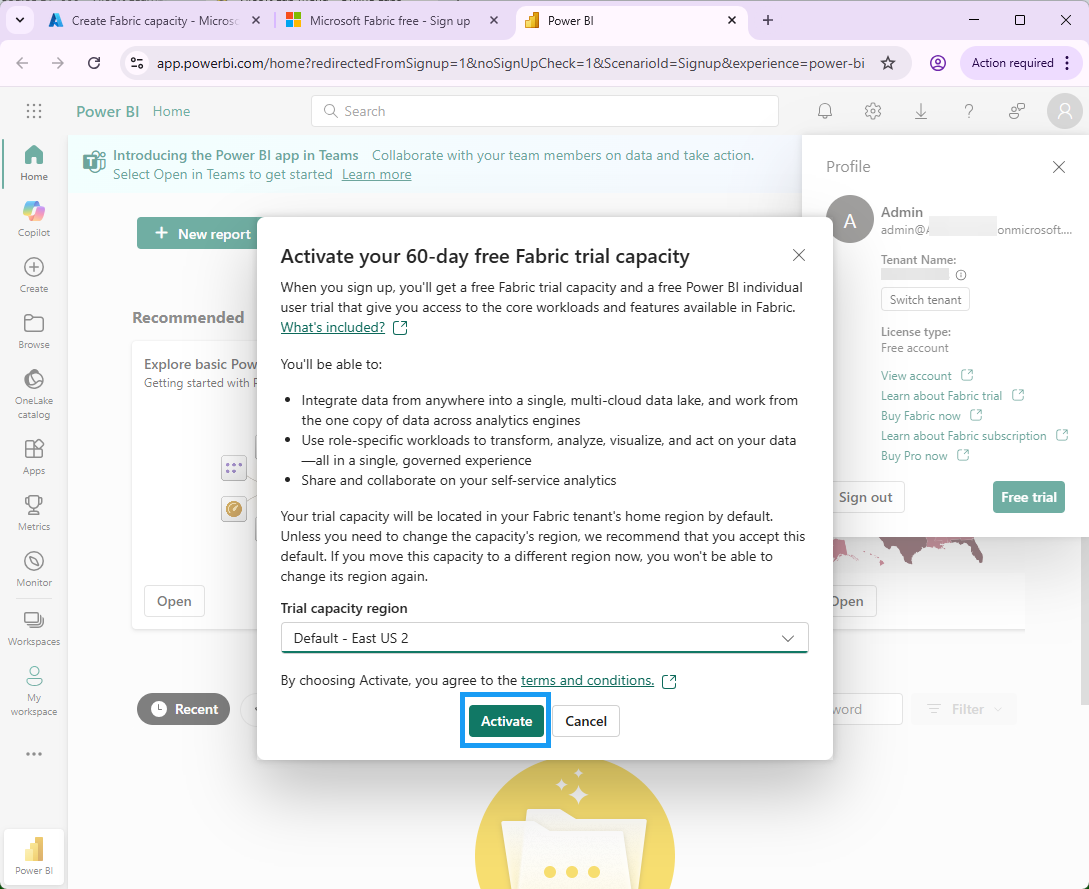 Create Fabric capacity - Microso
Microsoft Fabric free - Sign up
Power BI
app.powerbi.com/home?redirectedFromSignup=1&noSignUpCheck=1&ScenarioId=Signup&experience=power-bi
Action required
Power BI Home
Search
Introducing the Power BI app in Teams Collaborate with your team members on data and take action.
Select Open in Teams to get started Learn more
Home
Copilot
Create
Browse
OneLake
catalog
Apps
Metrics
Monitor
Workspaces
My
workspace
Power BI
New report
Recommended
Explore basic Pow
Getting started with P
Open
Recent
Activate your 60-day free Fabric trial capacity
When you sign up, you'll get a free Fabric trial capacity and a free Power BI individual
user trial that give you access to the core workloads and features available in Fabric.
What's included?
You'll be able to:
• Integrate data from anywhere into a single, multi-cloud data lake, and work from
the one copy of data across analytics engines
• Use role-specific workloads to transform, analyze, visualize, and act on your data
—all in a single, governed experience
• Share and collaborate on your self-service analytics
Your trial capacity will be located in your Fabric tenant's home region by default.
Unless you need to change the capacity's region, we recommend that you accept this
default. If you move this capacity to a different region now, you won't be able to
change its region again.
Trial capacity region
Default - East US 2
By choosing Activate, you agree to the terms and conditions.
Activate
Cancel
Profile
A
Admin
admin@ onmicrosoft....
Tenant Name:
Switch tenant
License type:
Free account
View account
Learn about Fabric trial
Buy Fabric now
Learn about Fabric subscription
Buy Pro now
Sign out
Free trial
Open
word
Filter